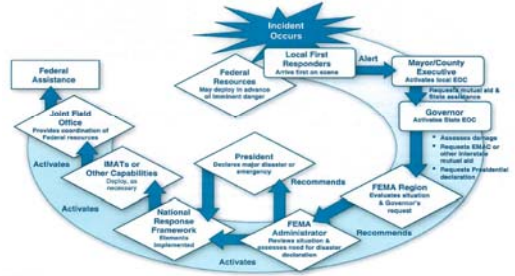 Incident
Occurs
Local First
Responders
Arrive first on scene
Alert
Mayor/County
Executive
Activates local EOC
Requests mutual aid &
State assistance
Federal
Resources
May deploy in advance
of imminent danger
Governor
Activates State EOC
• Assesses damage
• Requests EMAC or
other interstate
mutual aid
• Requests Presidential
declaration
FEMA Region
Evaluates situation
& Governor's
request
Recommends
FEMA
Administrator
Reviews situation &
assesses need for disaster
declaration
Recommends
President
Declares major disaster or
emergency
Activates
National
Response
Framework
Elements
Implemented
Activates
IMATs or
Other Capabilities
Deploy, as
necessary
Activates
Joint Field
Office
Provides coordination of
Federal resources
Federal
Assistance